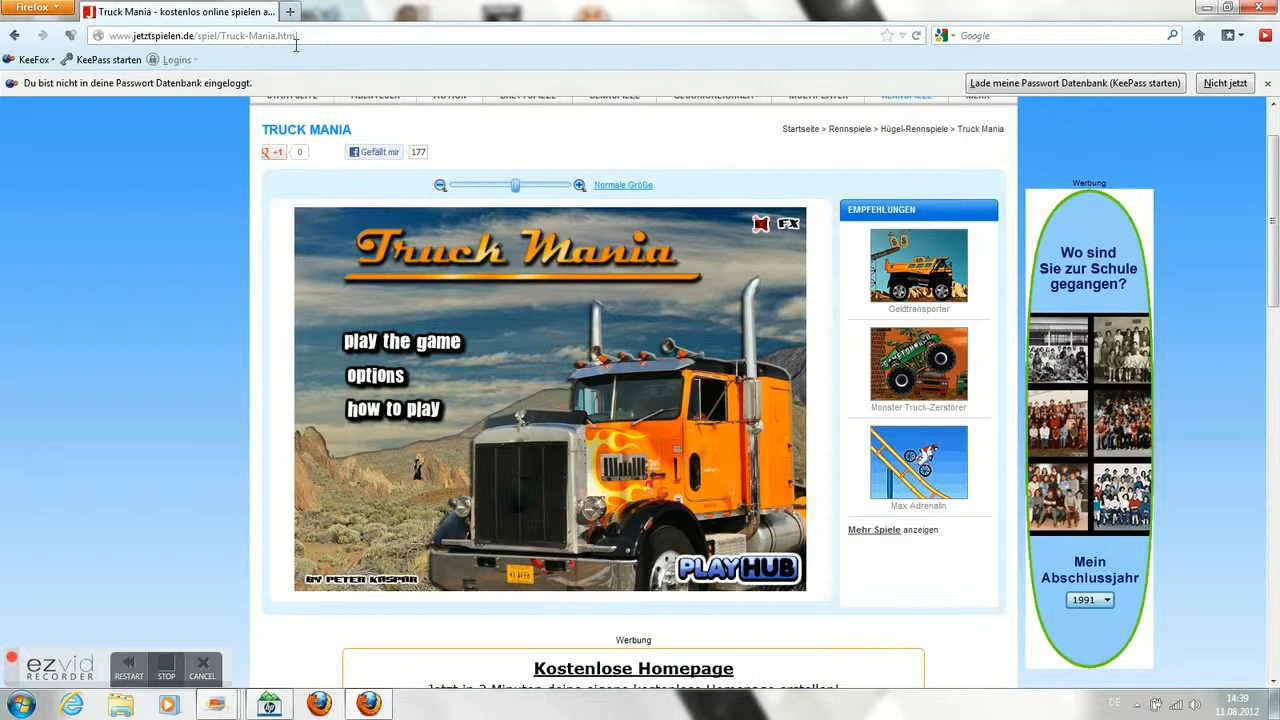 Firefox
Truck Mania - kostenlos online spielen a...
www.jetztspielen.de/spiel/Truck-Mania.htm
Google
KeeFox
KeePass starten
Logins
Du bist nicht in deine Passwort Datenbank eingeloggt.
Lade meine Passwort Datenbank (KeePass starten)
Nicht jetzt
TRUCK MANIA
Startseite > Rennspiele > Hügel-Rennspiele > Truck Mania
+1
0
Gefällt mir
177
Normale Größe
Werbung
EMPFEHLUNGEN
Truck Mania
FX
play the game
options
how to play
BY PETER KASPAR
PLAYHUB
Geldtransporter
Monster Truck-Zerstörer
Max Adrenalin
Mehr Spiele anzeigen
Wo sind
Sie zur Schule
gegangen?
Mein
Abschlussjahr
1991
Werbung
Kostenlose Homepage
ezvid
RECORDER
RESTART
STOP
CANCEL
DE
14:39
11.08.2012